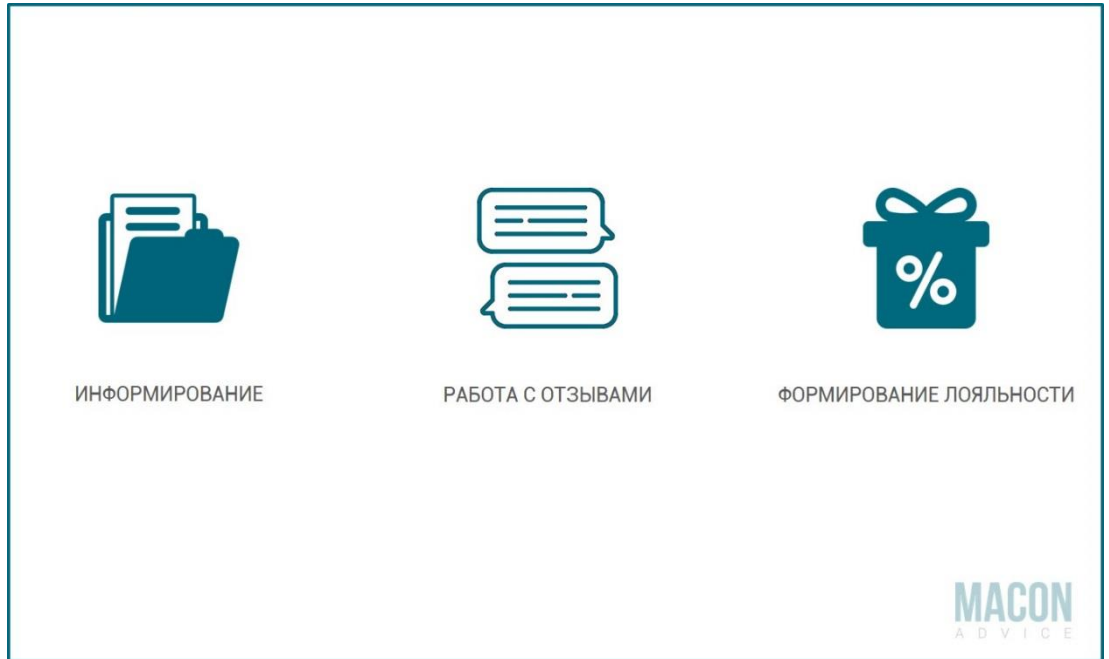 %
ИНФОРМИРОВАНИЕ
РАБОТА С ОТЗЫВАМИ
ФОРМИРОВАНИЕ ЛОЯЛЬНОСТИ
MACON
ADVICE